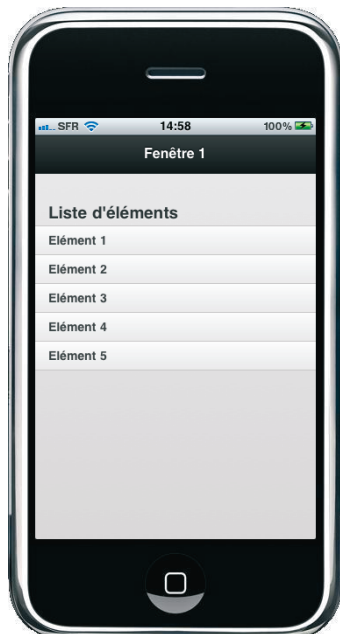 SFR 14:58 100%
Fenêtre 1
Liste d'éléments
Elément 1
Elément 2
Elément 3
Elément 4
Elément 5